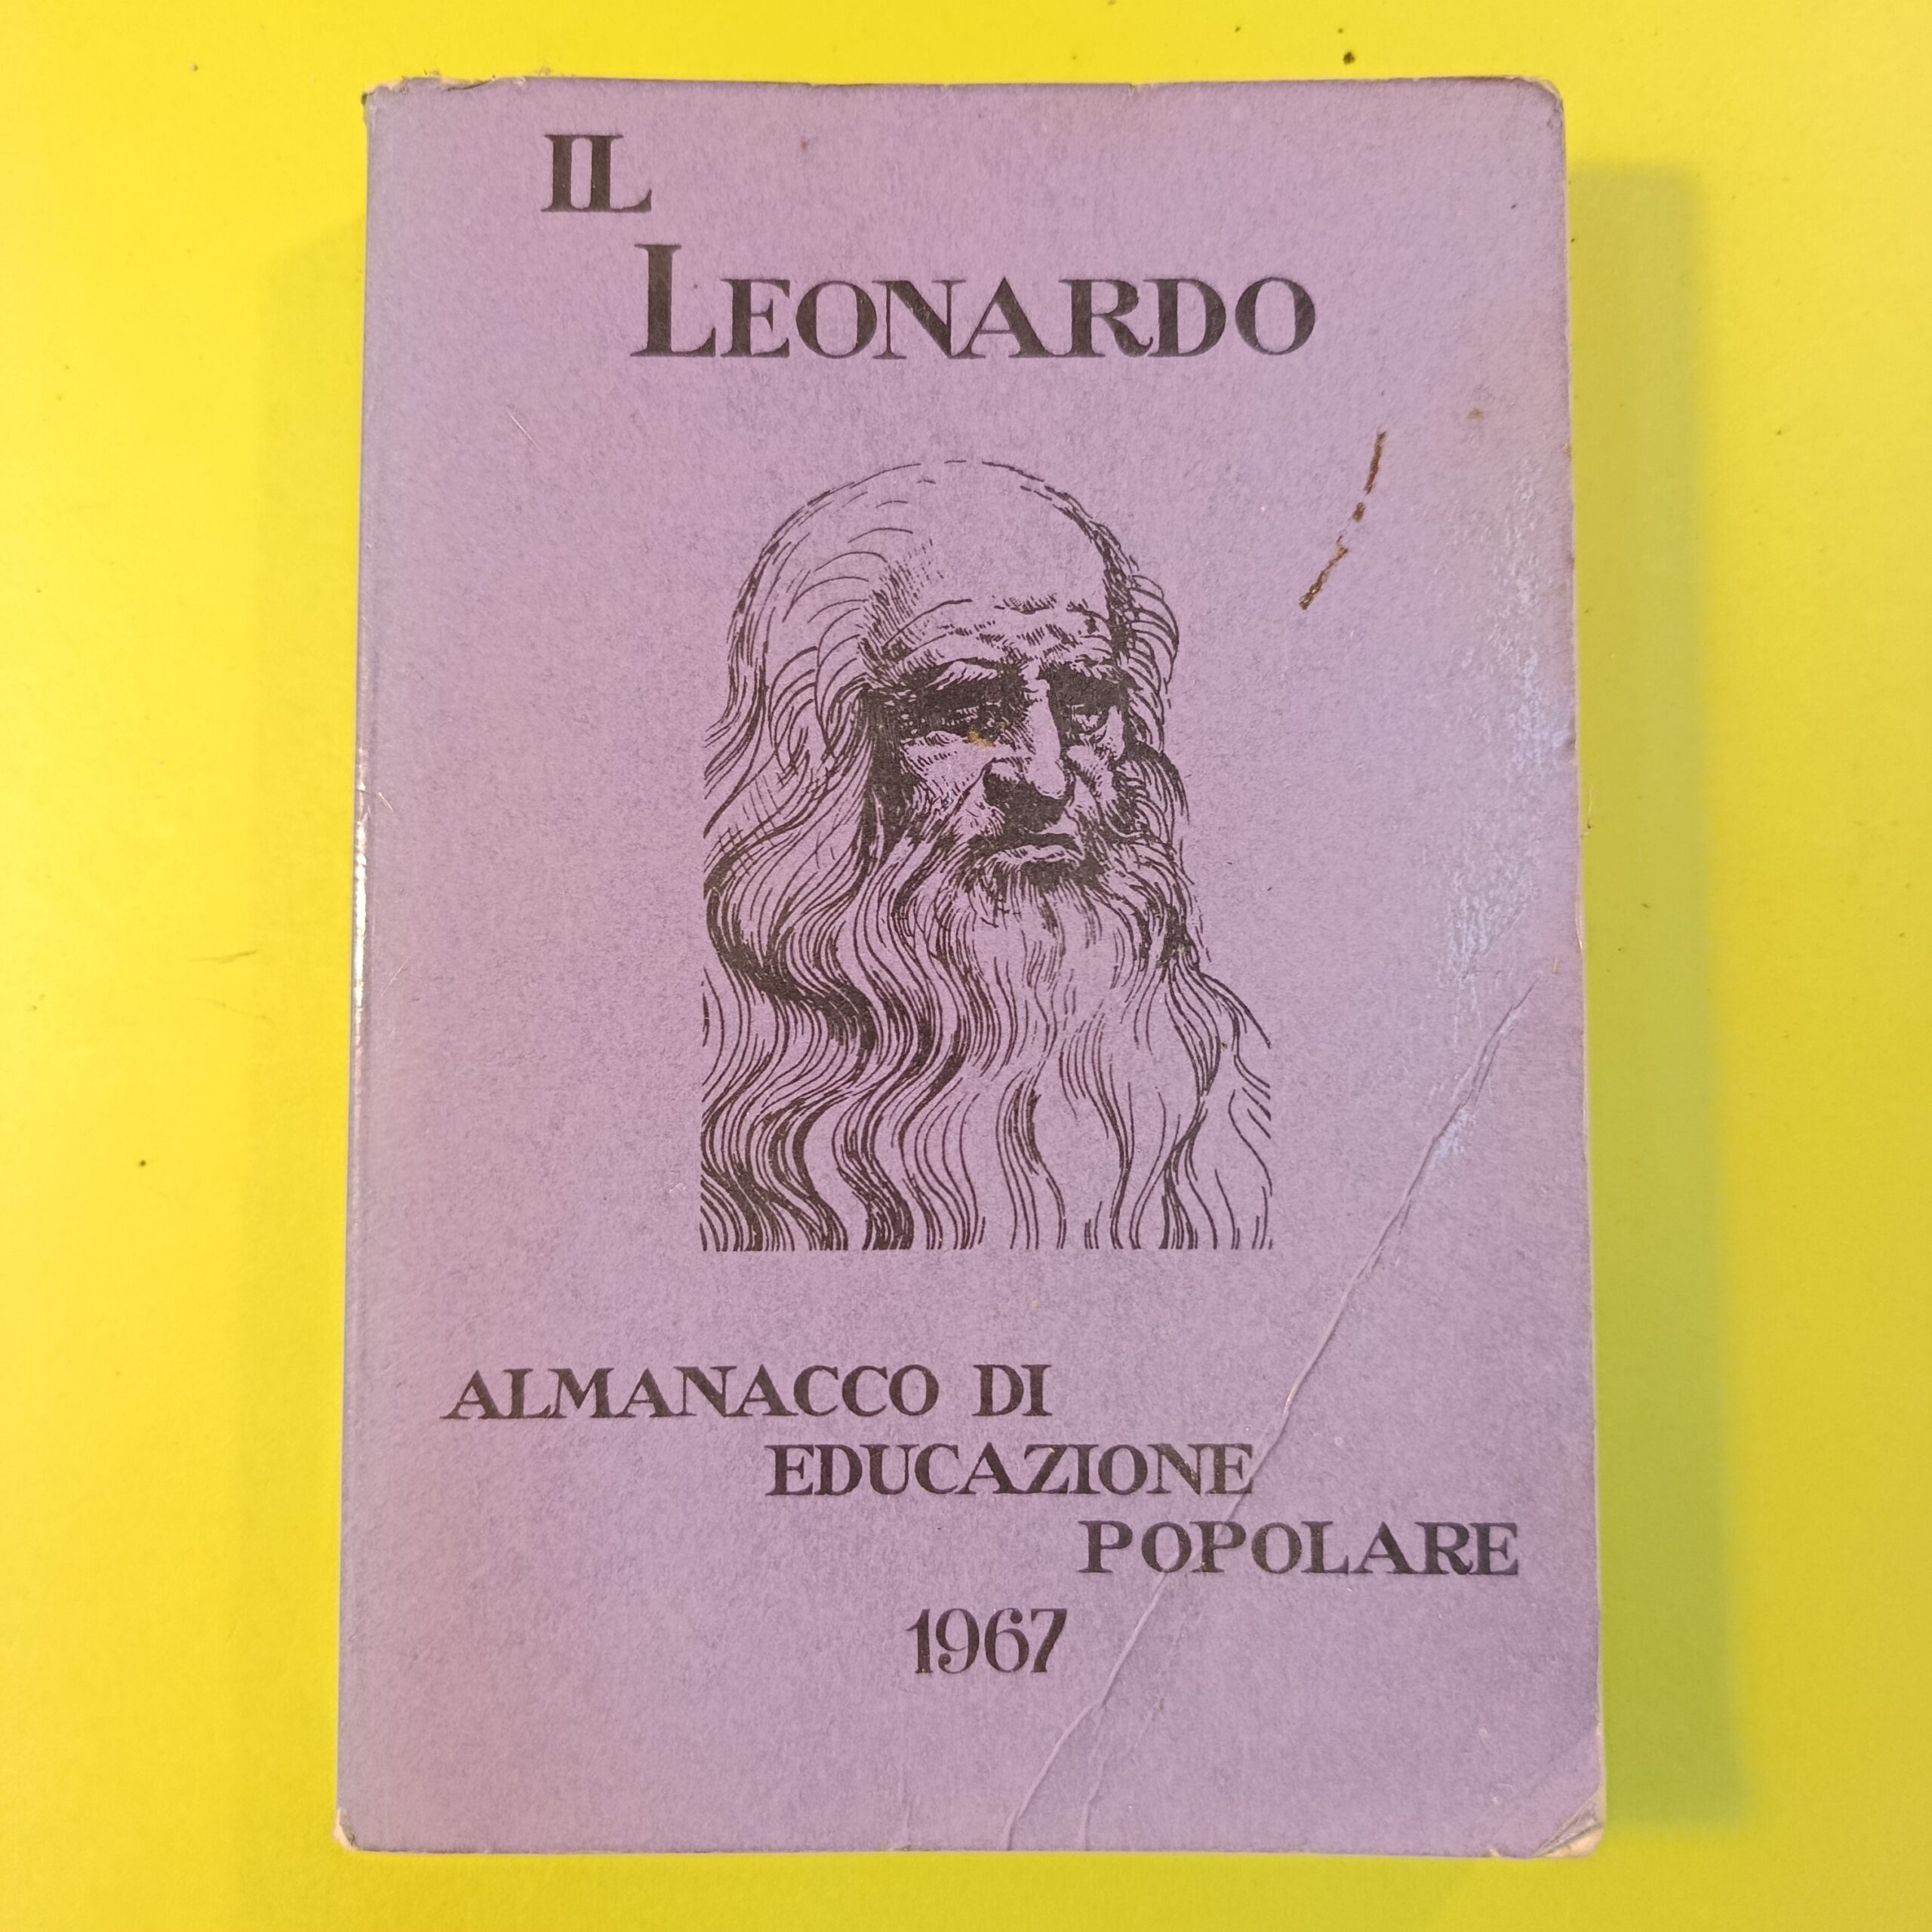 IL
LEONARDO
ALMANACCO DI
EDUCAZIONE
POPOLARE
1967